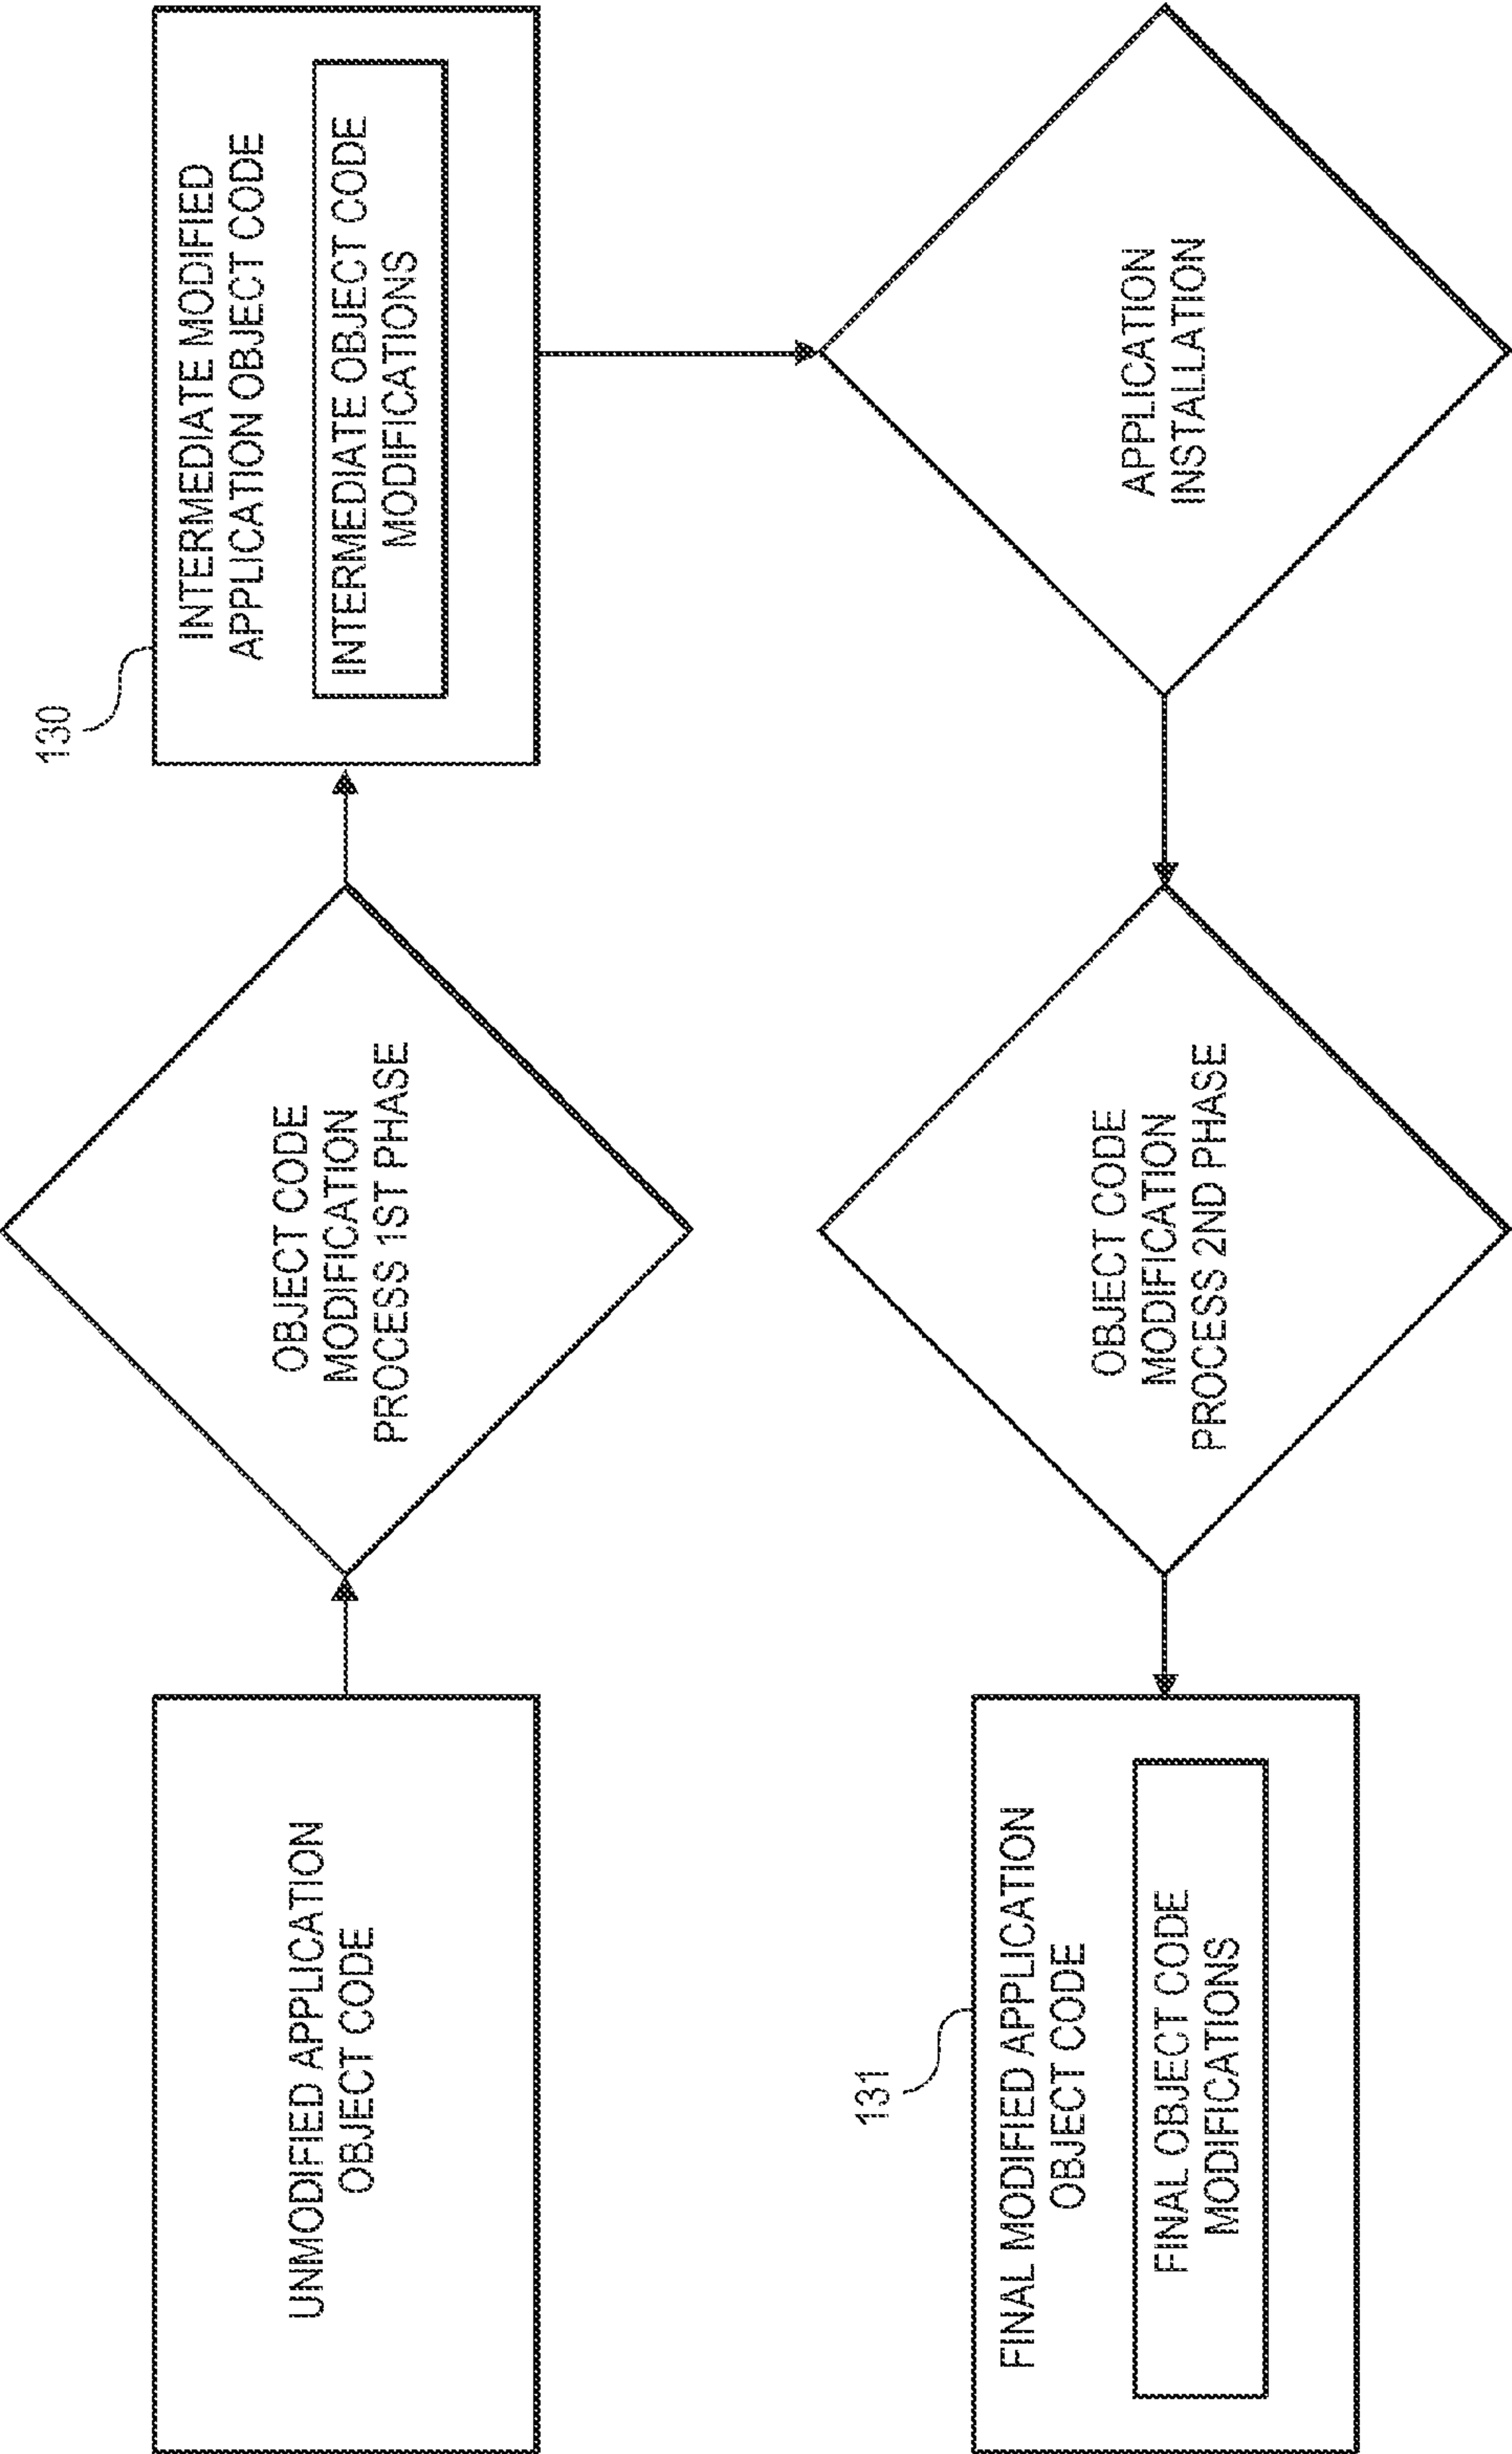 UNMODIFIED APPLICATION
OBJECT CODE
OBJECT CODE
MODIFICATION
PROCESS 1ST PHASE
130
INTERMEDIATE MODIFIED
APPLICATION OBJECT CODE
INTERMEDIATE OBJECT CODE
MODIFICATIONS
APPLICATION
INSTALLATION
OBJECT CODE
MODIFICATION
PROCESS 2ND PHASE
131
FINAL MODIFIED APPLICATION
OBJECT CODE
FINAL OBJECT CODE
MODIFICATIONS